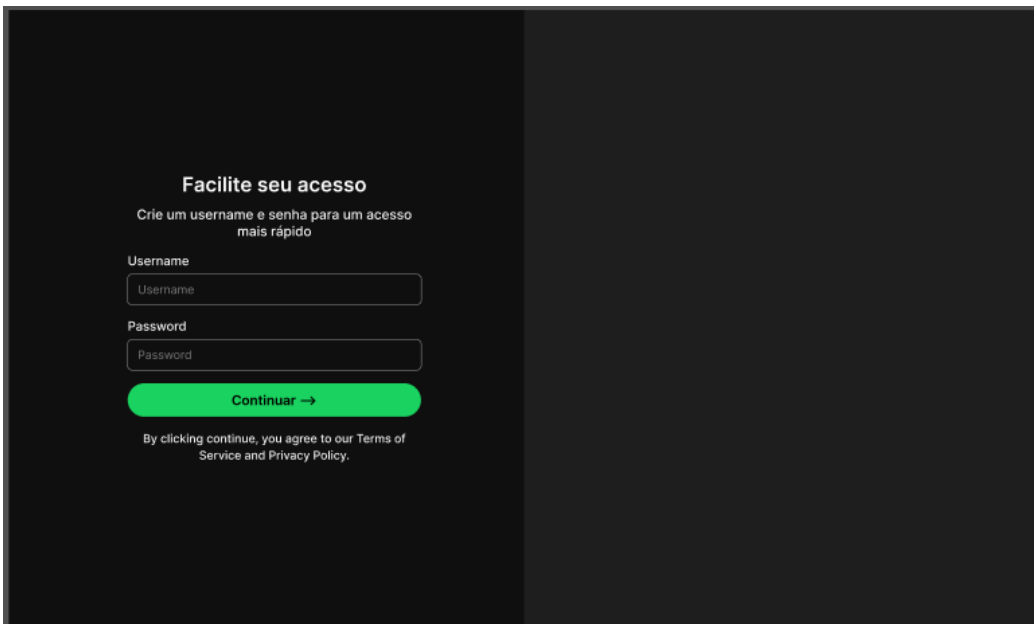 Facilite seu acesso
Crie um username e senha para um acesso
mais rápido
Username
Username
Password
Password
Continuar →
By clicking continue, you agree to our Terms of
Service and Privacy Policy.